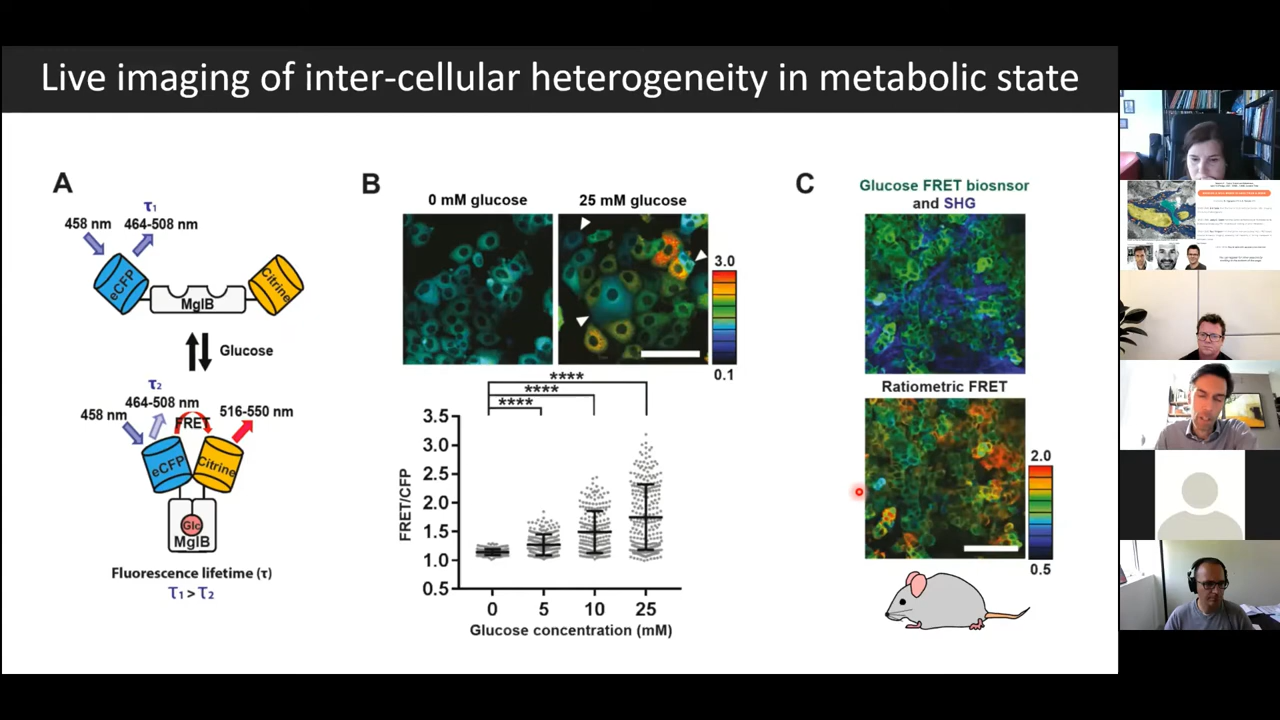 Live imaging of inter-cellular heterogeneity in metabolic state
A
458 nm
τ1
464-508 nm
eCFP
MglB
Citrine
Glucose
τ2
464-508 nm
458 nm
FRET
516-550 nm
eCFP
Citrine
Glc
MglB
Fluorescence lifetime (τ)
τ1 > τ2
B
0 mM glucose
25 mM glucose
3.0
0.1
****
****
****
3.5
3.0
2.5
2.0
1.5
1.0
0.5
FRET/CFP
0 5 10 25
Glucose concentration (mM)
C
Glucose FRET biosnsor
and SHG
Ratiometric FRET
2.0
0.5